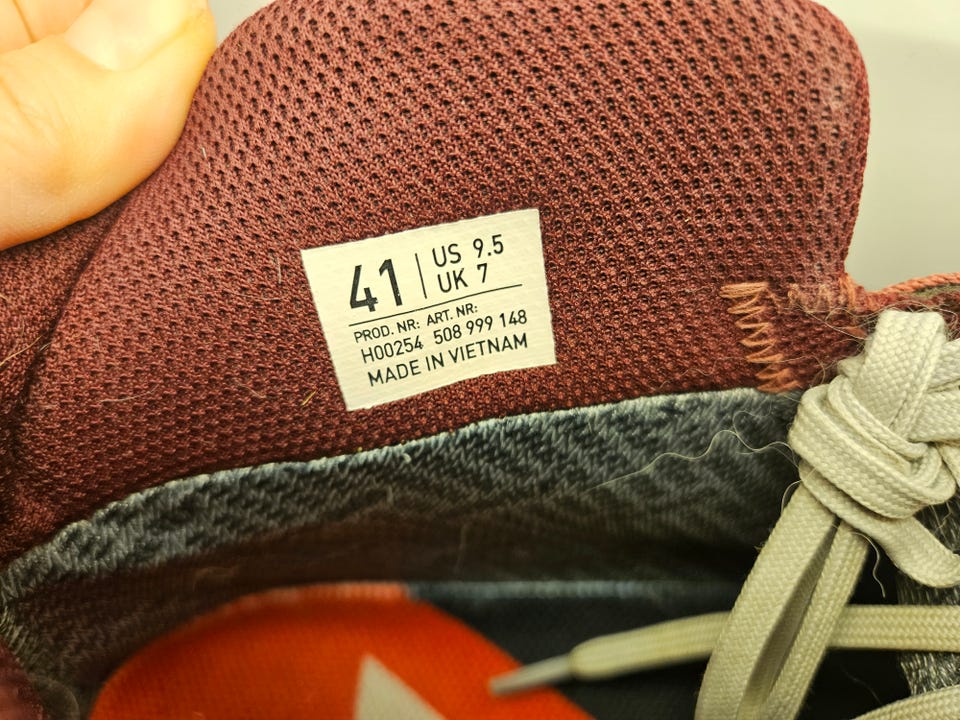 41 | US 9.5
UK 7
PROD. NR: ART. NR:
H00254 508 999 148
MADE IN VIETNAM